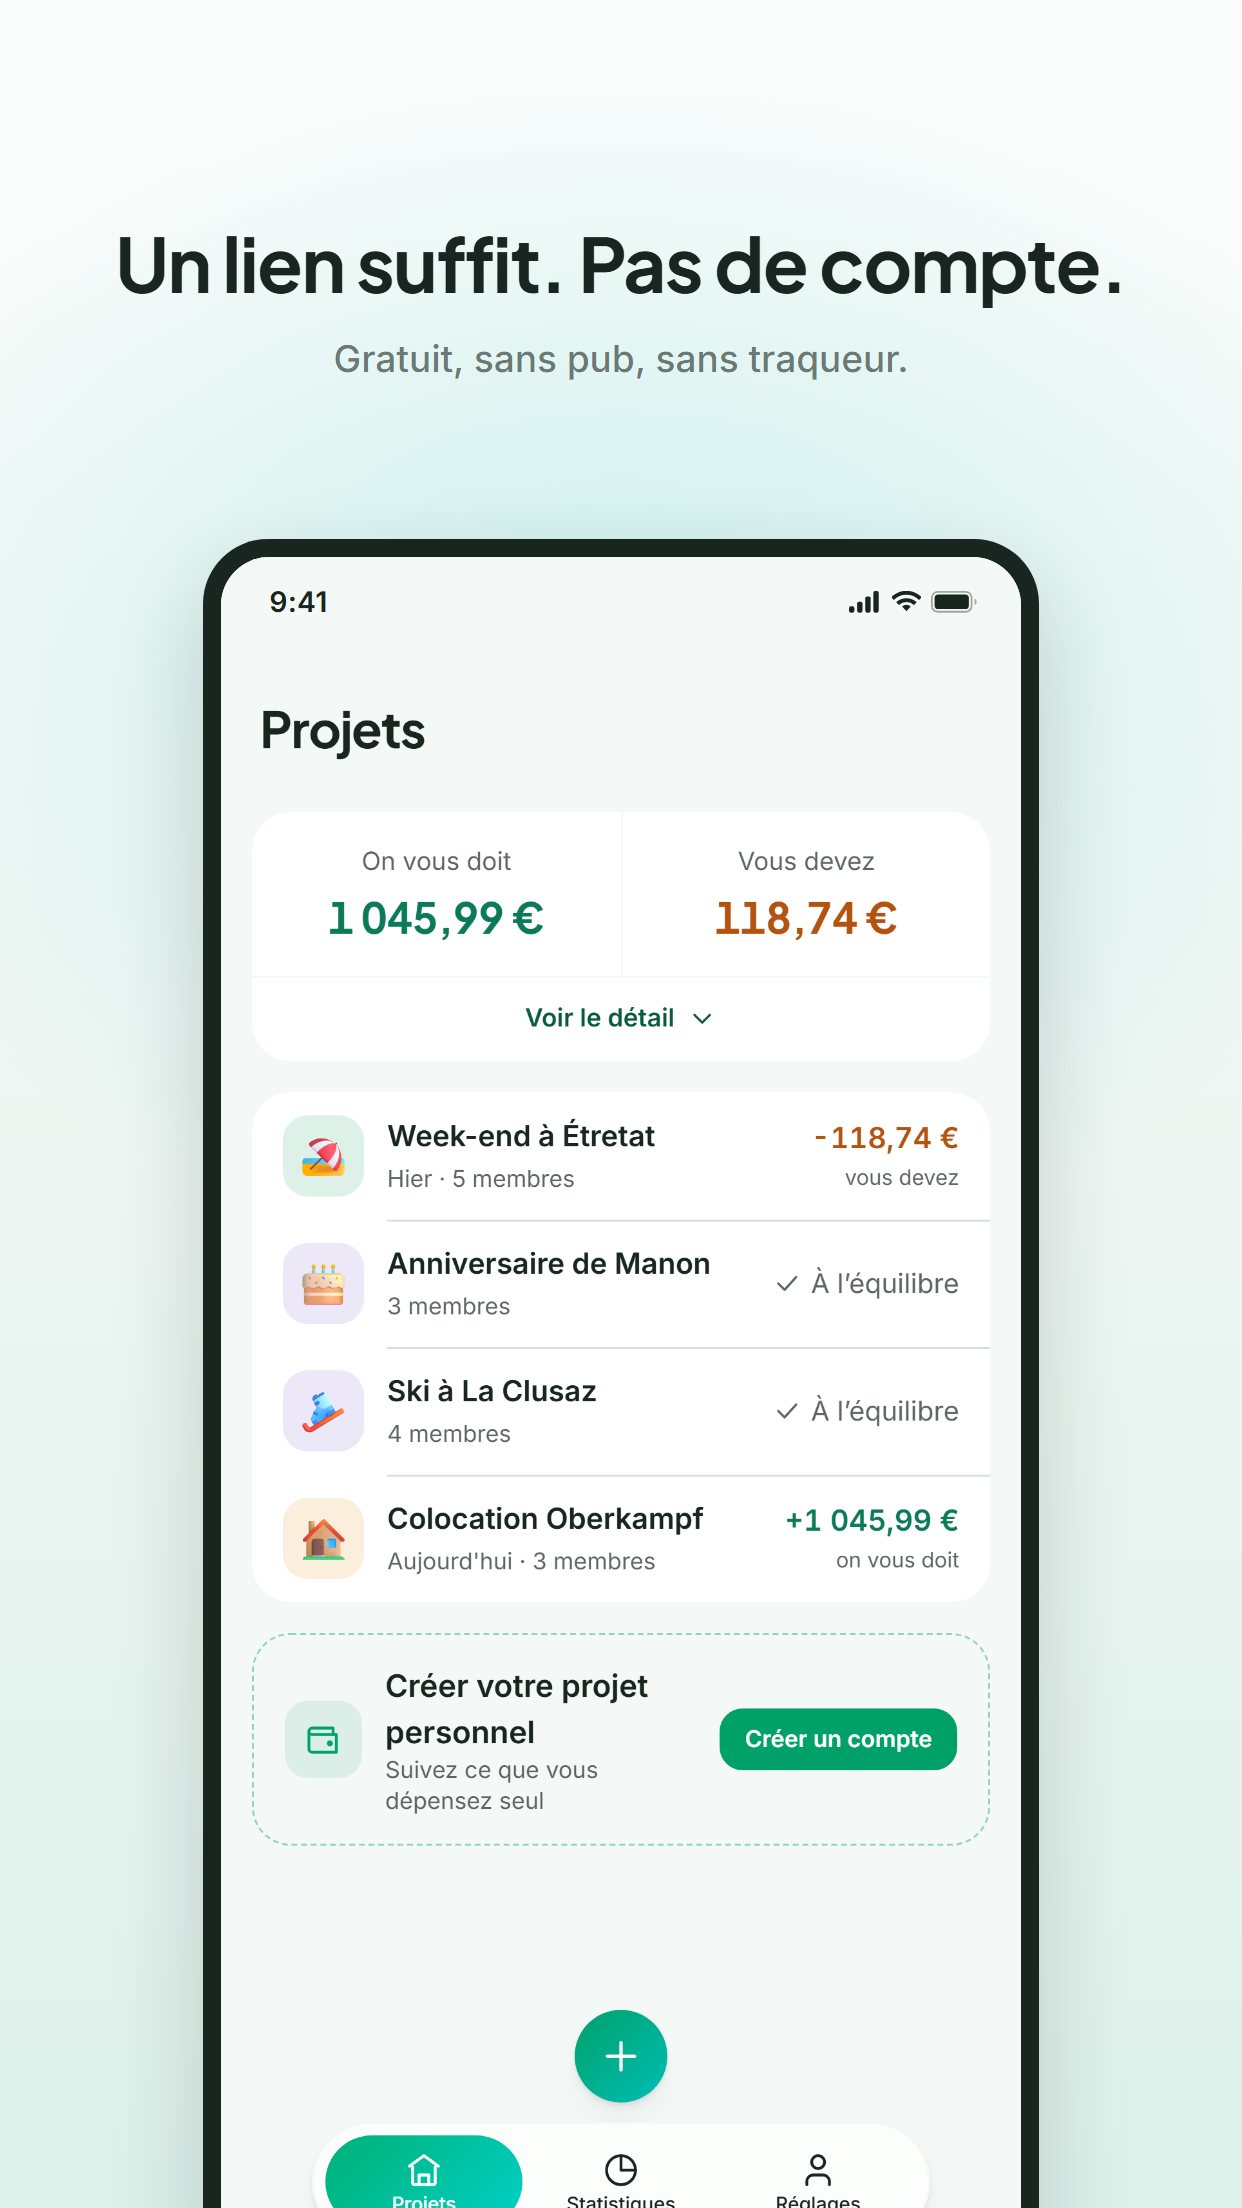 Un lien suffit. Pas de compte.
Gratuit, sans pub, sans traqueur.
9:41
Projets
On vous doit
1 045,99 €
Vous devez
118,74 €
Voir le détail
Week-end à Étretat
-118,74 €
Hier · 5 membres
vous devez
Anniversaire de Manon
À l’équilibre
3 membres
Ski à La Clusaz
À l’équilibre
4 membres
Colocation Oberkampf
+1 045,99 €
Aujourd'hui · 3 membres
on vous doit
Créer votre projet
personnel
Suivez ce que vous
dépensez seul
Créer un compte
Projets
Statistiques
Réglages